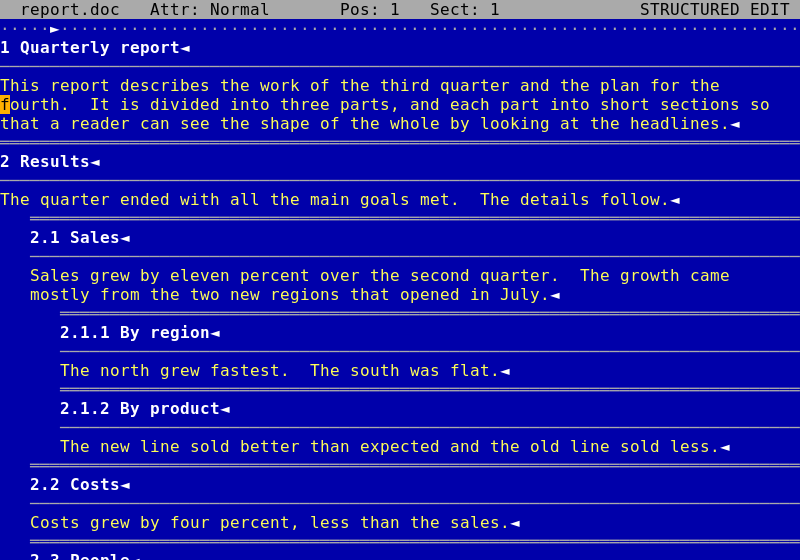 report.doc   Attr: Normal       Pos: 1   Sect: 1              STRUCTURED EDIT
1 Quarterly report◄
This report describes the work of the third quarter and the plan for the
fourth.  It is divided into three parts, and each part into short sections so
that a reader can see the shape of the whole by looking at the headlines.◄
2 Results◄
The quarter ended with all the main goals met.  The details follow.◄
2.1 Sales◄
Sales grew by eleven percent over the second quarter.  The growth came
mostly from the two new regions that opened in July.◄
2.1.1 By region◄
The north grew fastest.  The south was flat.◄
2.1.2 By product◄
The new line sold better than expected and the old line sold less.◄
2.2 Costs◄
Costs grew by four percent, less than the sales.◄
2.3 People◄